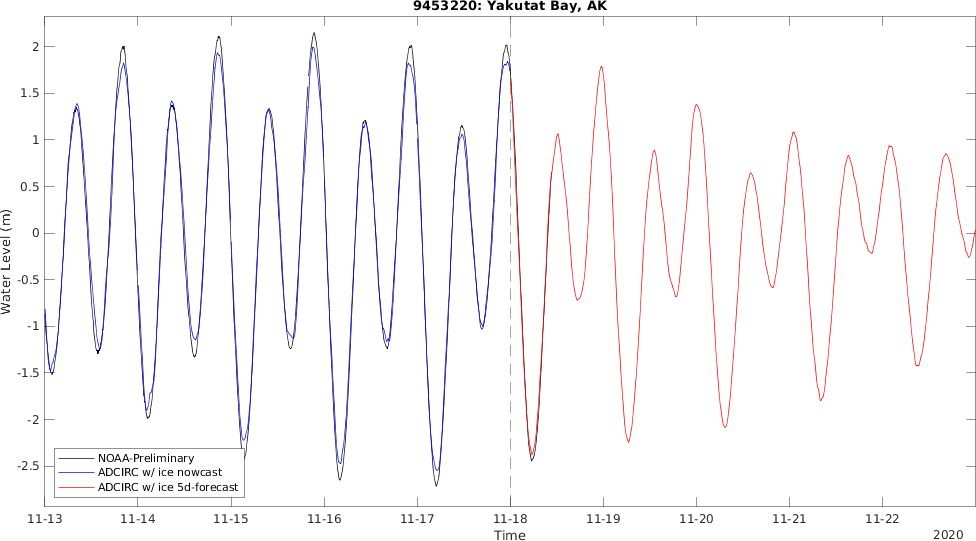 9453220: Yakutat Bay, AK
Water Level (m)
2
1.5
1
0.5
0
-0.5
-1
-1.5
-2
-2.5
NOAA-Preliminary
ADCIRC w/ ice nowcast
ADCIRC w/ ice 5d-forecast
11-13 11-14 11-15 11-16 11-17 11-18 11-19 11-20 11-21 11-22
Time
2020